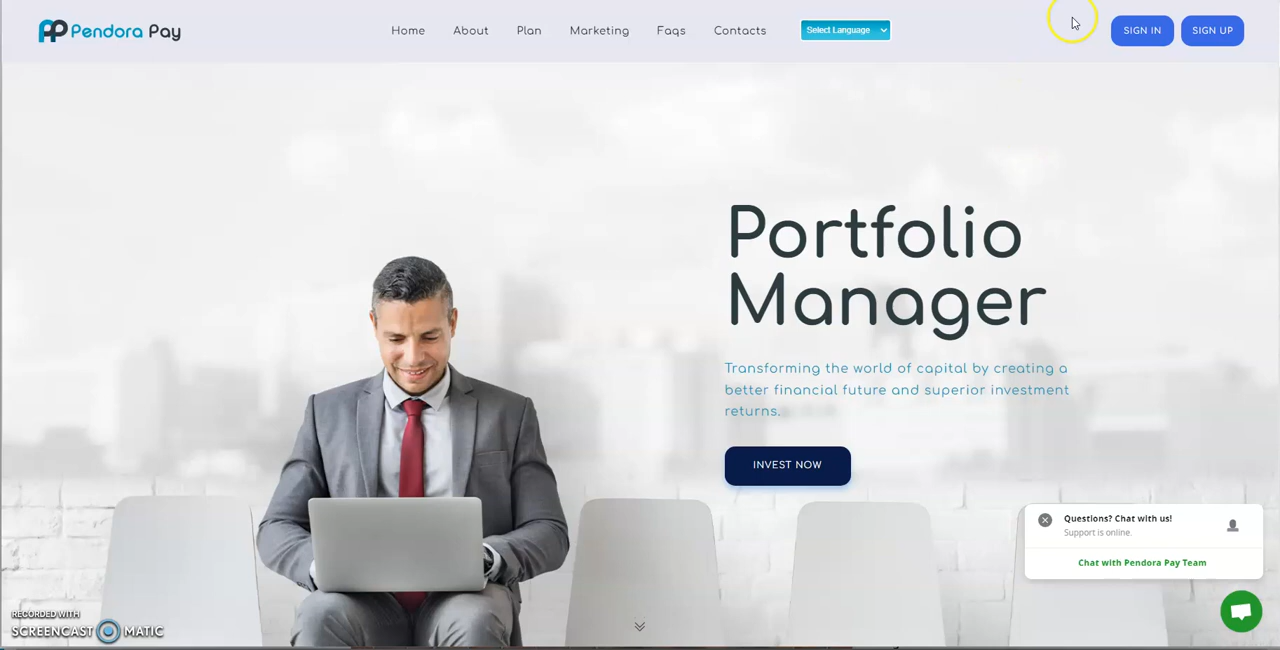 Pendora Pay
Home About Plan Marketing Faqs Contacts
Select Language
SIGN IN SIGN UP
Portfolio
Manager
Transforming the world of capital by creating a
better financial future and superior investment
returns.
INVEST NOW
Questions? Chat with us!
Support is online.
Chat with Pendora Pay Team
RECORDED WITH
SCREENCAST MATIC